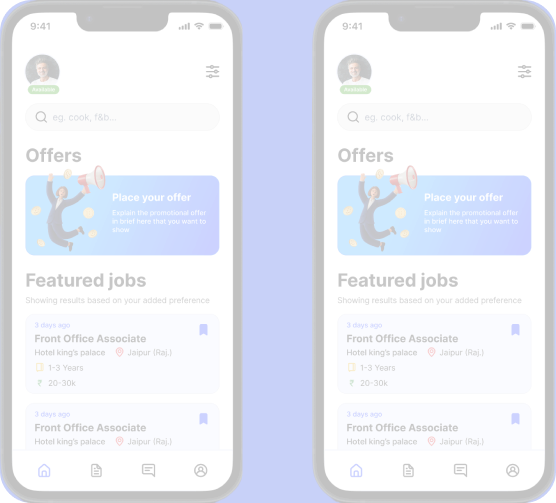 9:41
Available
eg. cook, f&b...
Offers
Place your offer
Explain the promotional offer
in brief here that you want to
show
Featured jobs
Showing results based on your added preference
3 days ago
Front Office Associate
Hotel king's palace Jaipur (Raj.)
1-3 Years
₹ 20-30k
3 days ago
Front Office Associate
Hotel king's palace Jaipur (Raj.)
9:41
Available
eg. cook, f&b...
Offers
Place your offer
Explain the promotional offer
in brief here that you want to
show
Featured jobs
Showing results based on your added preference
3 days ago
Front Office Associate
Hotel king's palace Jaipur (Raj.)
1-3 Years
₹ 20-30k
3 days ago
Front Office Associate
Hotel king's palace Jaipur (Raj.)